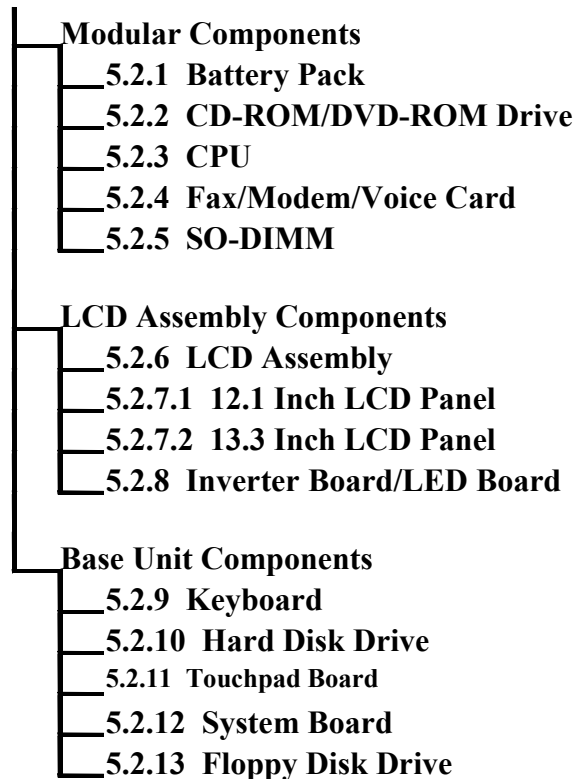 Modular Components
5.2.1 Battery Pack
5.2.2 CD-ROM/DVD-ROM Drive
5.2.3 CPU
5.2.4 Fax/Modem/Voice Card
5.2.5 SO-DIMM
LCD Assembly Components
5.2.6 LCD Assembly
5.2.7.1 12.1 Inch LCD Panel
5.2.7.2 13.3 Inch LCD Panel
5.2.8 Inverter Board/LED Board
Base Unit Components
5.2.9 Keyboard
5.2.10 Hard Disk Drive
5.2.11 Touchpad Board
5.2.12 System Board
5.2.13 Floppy Disk Drive